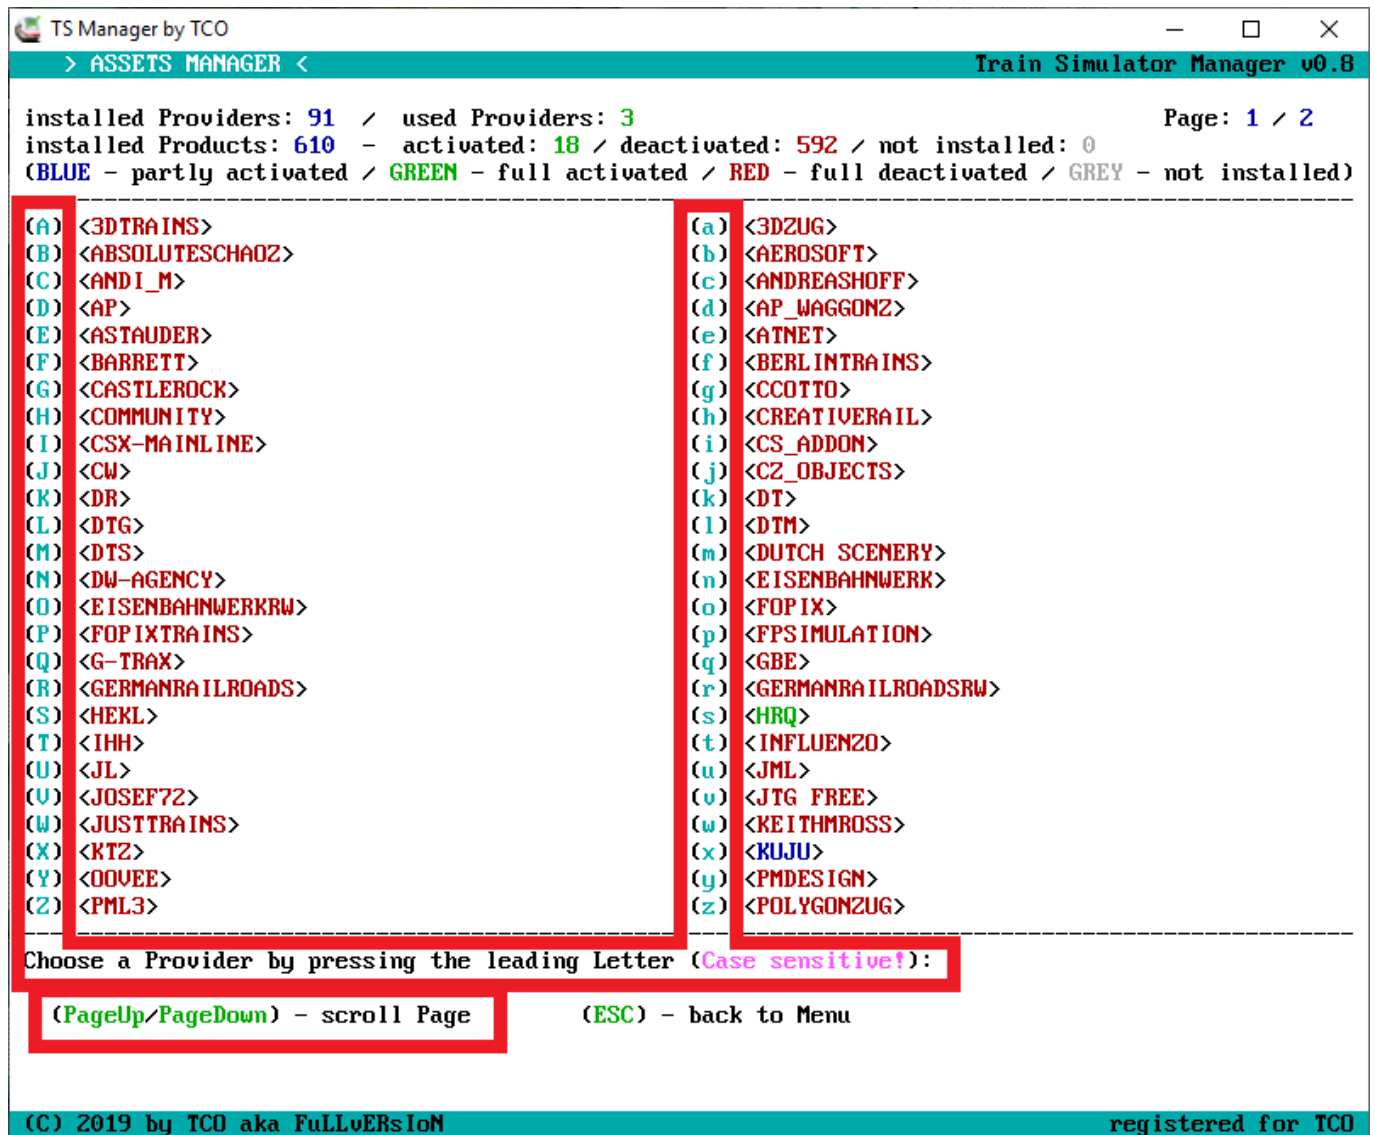 TS Manager by TCO
> ASSETS MANAGER < Train Simulator Manager v0.8
installed Providers: 91 / used Providers: 3 Page: 1 / 2
installed Products: 610 - activated: 18 / deactivated: 592 / not installed: 0
(BLUE - partly activated / GREEN - full activated / RED - full deactivated / GREY - not installed)
(A) <3DTRAINS> (a) <3DZUG>
(B) <ABSOLUTESCHAOZ> (b) <AEROSOFT>
(C) <ANDI_M> (c) <ANDREASHOFF>
(D) <AP> (d) <AP_WAGGONZ>
(E) <ASTAUDER> (e) <ATNET>
(F) <BARRETT> (f) <BERLINTRAINS>
(G) <CASTLEROCK> (g) <CCOTTO>
(H) <COMMUNITY> (h) <CREATIVERAIL>
(I) <CSX-MAINLINE> (i) <CS_ADDON>
(J) <CW> (j) <CZ_OBJECTS>
(K) <DR> (k) <DT>
(L) <DTG> (l) <DTM>
(M) <DTS> (m) <DUTCH SCENERY>
(N) <DW-AGENCY> (n) <EISENBAHNWERK>
(O) <EISENBAHNWERKRW> (o) <FOPIX>
(P) <FOPIXTRAINS> (p) <FPSIMULATION>
(Q) <G-TRAX> (q) <GBE>
(R) <GERMANRAILROADS> (r) <GERMANRAILROADSRW>
(S) <HEKL> (s) <HRQ>
(T) <IHH> (t) <INFLUENZO>
(U) <JL> (u) <JML>
(V) <JOSEF72> (v) <JTG FREE>
(W) <JUSTTRAINS> (w) <KEITHMROSS>
(X) <KTZ> (x) <KUJU>
(Y) <OOVEE> (y) <PMDESIGN>
(Z) <PML3> (z) <POLYGONZUG>
Choose a Provider by pressing the leading Letter (Case sensitive!):
(PageUp/PageDown) - scroll Page (ESC) - back to Menu
(C) 2019 by TCO aka FuLLvERsIoN registered for TCO